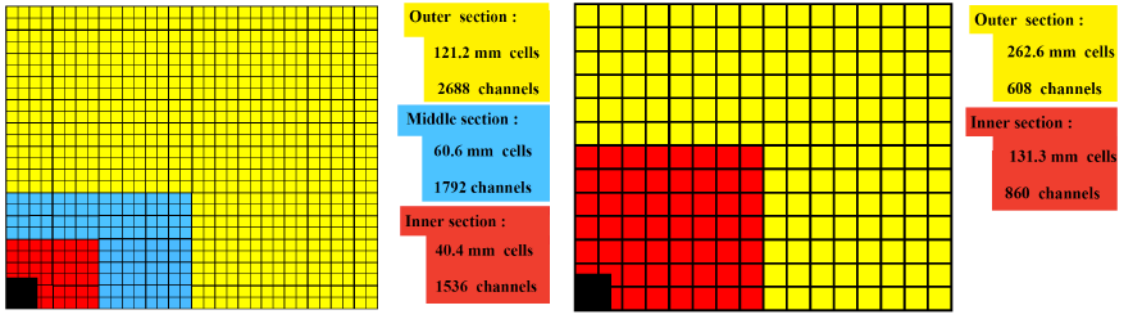 Outer section :
121.2 mm cells
2688 channels
Middle section :
60.6 mm cells
1792 channels
Inner section :
40.4 mm cells
1536 channels
Outer section :
262.6 mm cells
608 channels
Inner section :
131.3 mm cells
860 channels